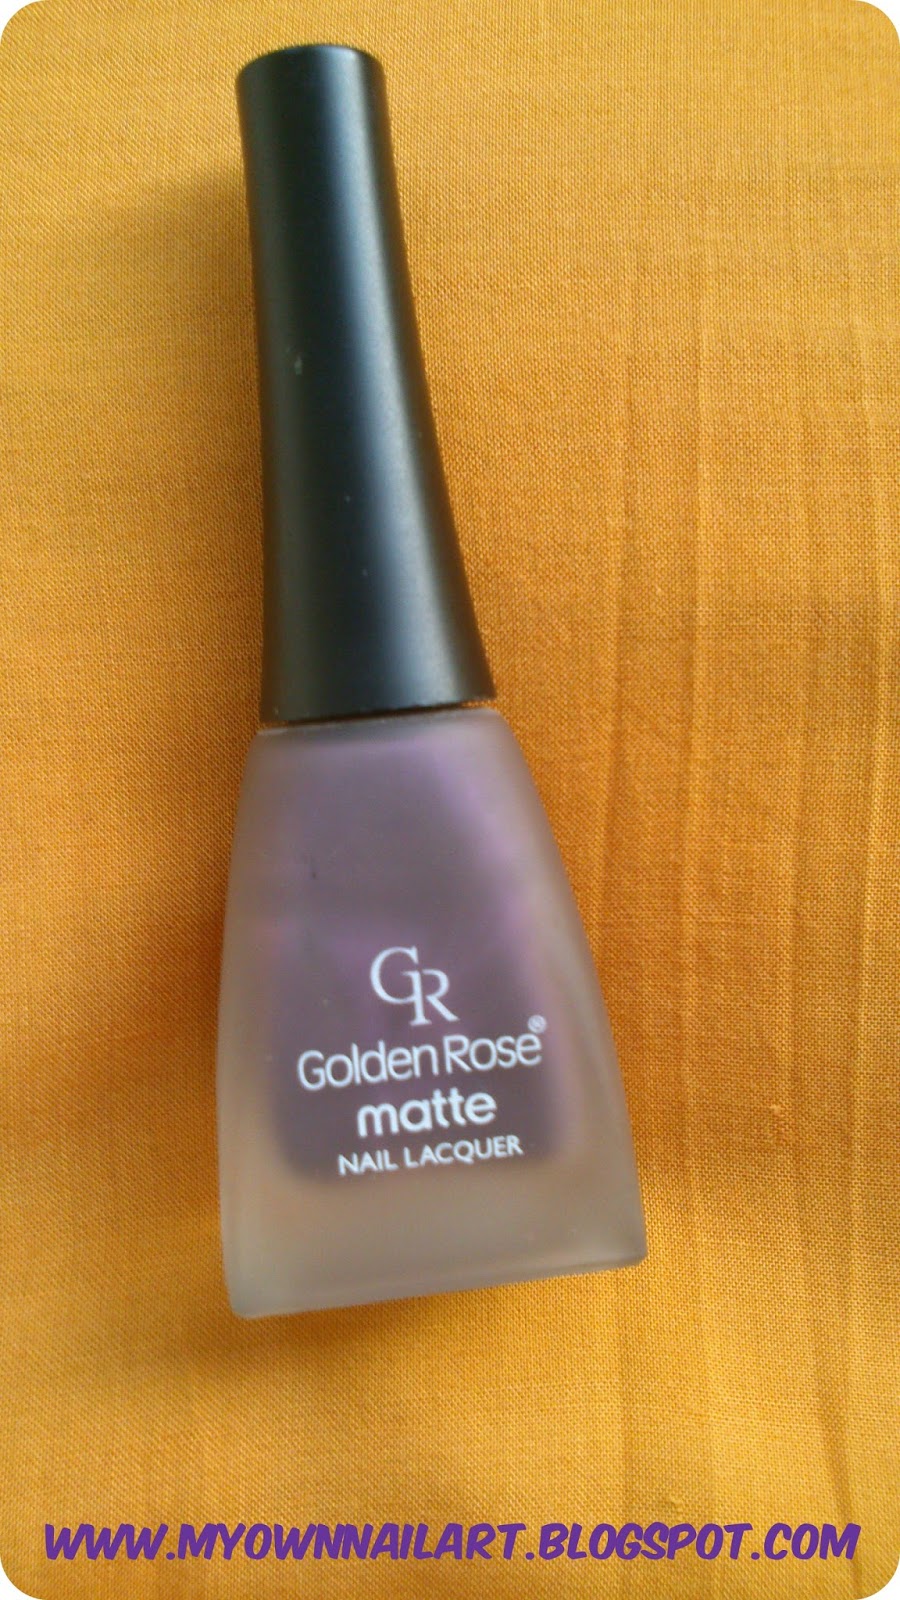 GR
Golden Rose®
matte
NAIL LACQUER
WWW.MYOWNNAILART.BLOGSPOT.COM